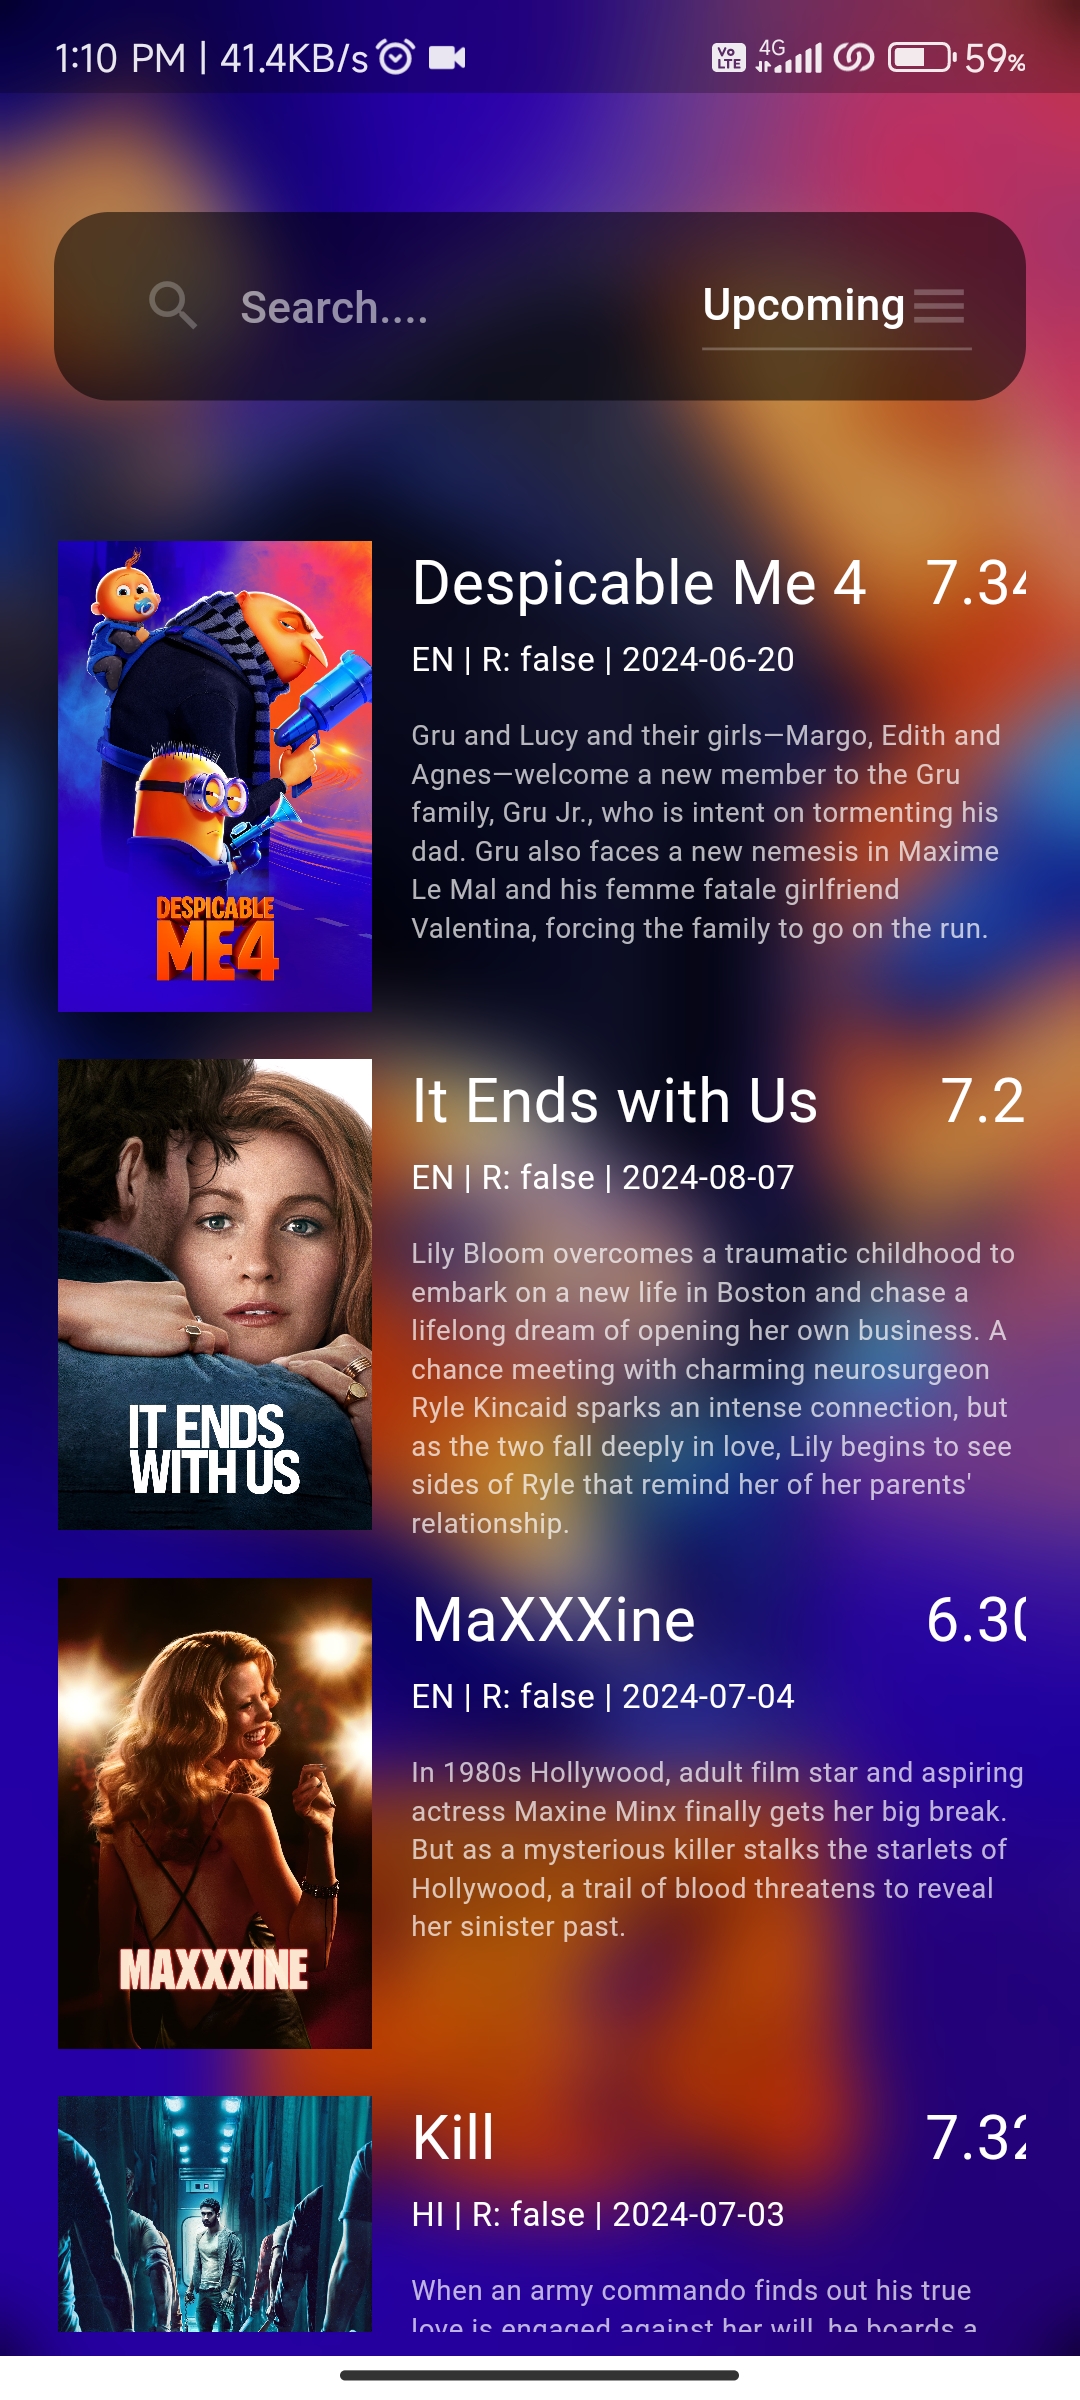 1:10 PM | 41.4KB/s
Vo LTE 4G 59%
Search....
Upcoming
DESPICABLE
ME4
Despicable Me 4 7.34
EN | R: false | 2024-06-20
Gru and Lucy and their girls—Margo, Edith and
Agnes—welcome a new member to the Gru
family, Gru Jr., who is intent on tormenting his
dad. Gru also faces a new nemesis in Maxime
Le Mal and his femme fatale girlfriend
Valentina, forcing the family to go on the run.
IT ENDS
WITH US
It Ends with Us 7.2
EN | R: false | 2024-08-07
Lily Bloom overcomes a traumatic childhood to
embark on a new life in Boston and chase a
lifelong dream of opening her own business. A
chance meeting with charming neurosurgeon
Ryle Kincaid sparks an intense connection, but
as the two fall deeply in love, Lily begins to see
sides of Ryle that remind her of her parents'
relationship.
MAXXXINE
MaXXXine 6.30
EN | R: false | 2024-07-04
In 1980s Hollywood, adult film star and aspiring
actress Maxine Minx finally gets her big break.
But as a mysterious killer stalks the starlets of
Hollywood, a trail of blood threatens to reveal
her sinister past.
Kill 7.32
HI | R: false | 2024-07-03
When an army commando finds out his true
love is engaged against her will, he boards a